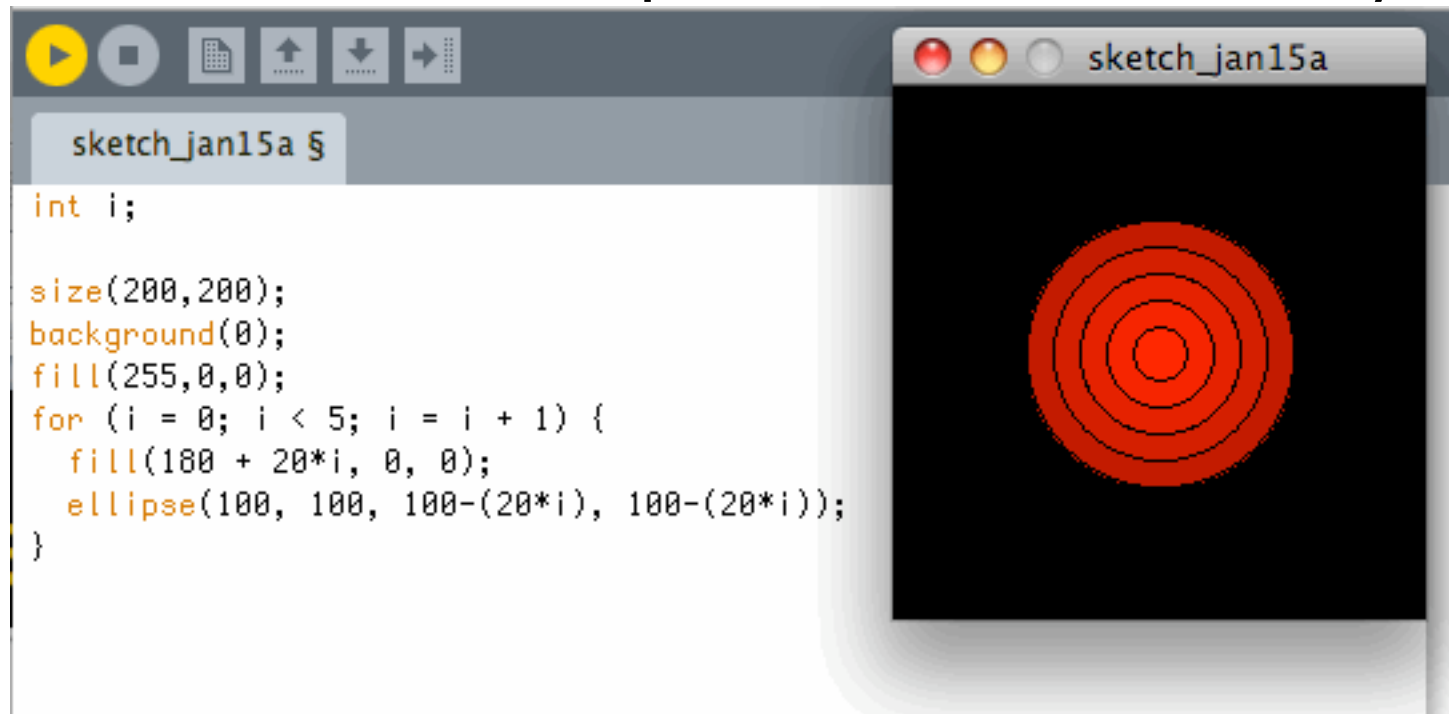 sketch_jan15a
sketch_jan15a §
int i;
size(200,200);
background(0);
fill(255,0,0);
for (i = 0; i < 5; i = i + 1) {
  fill(180 + 20*i, 0, 0);
  ellipse(100, 100, 100-(20*i), 100-(20*i));
}